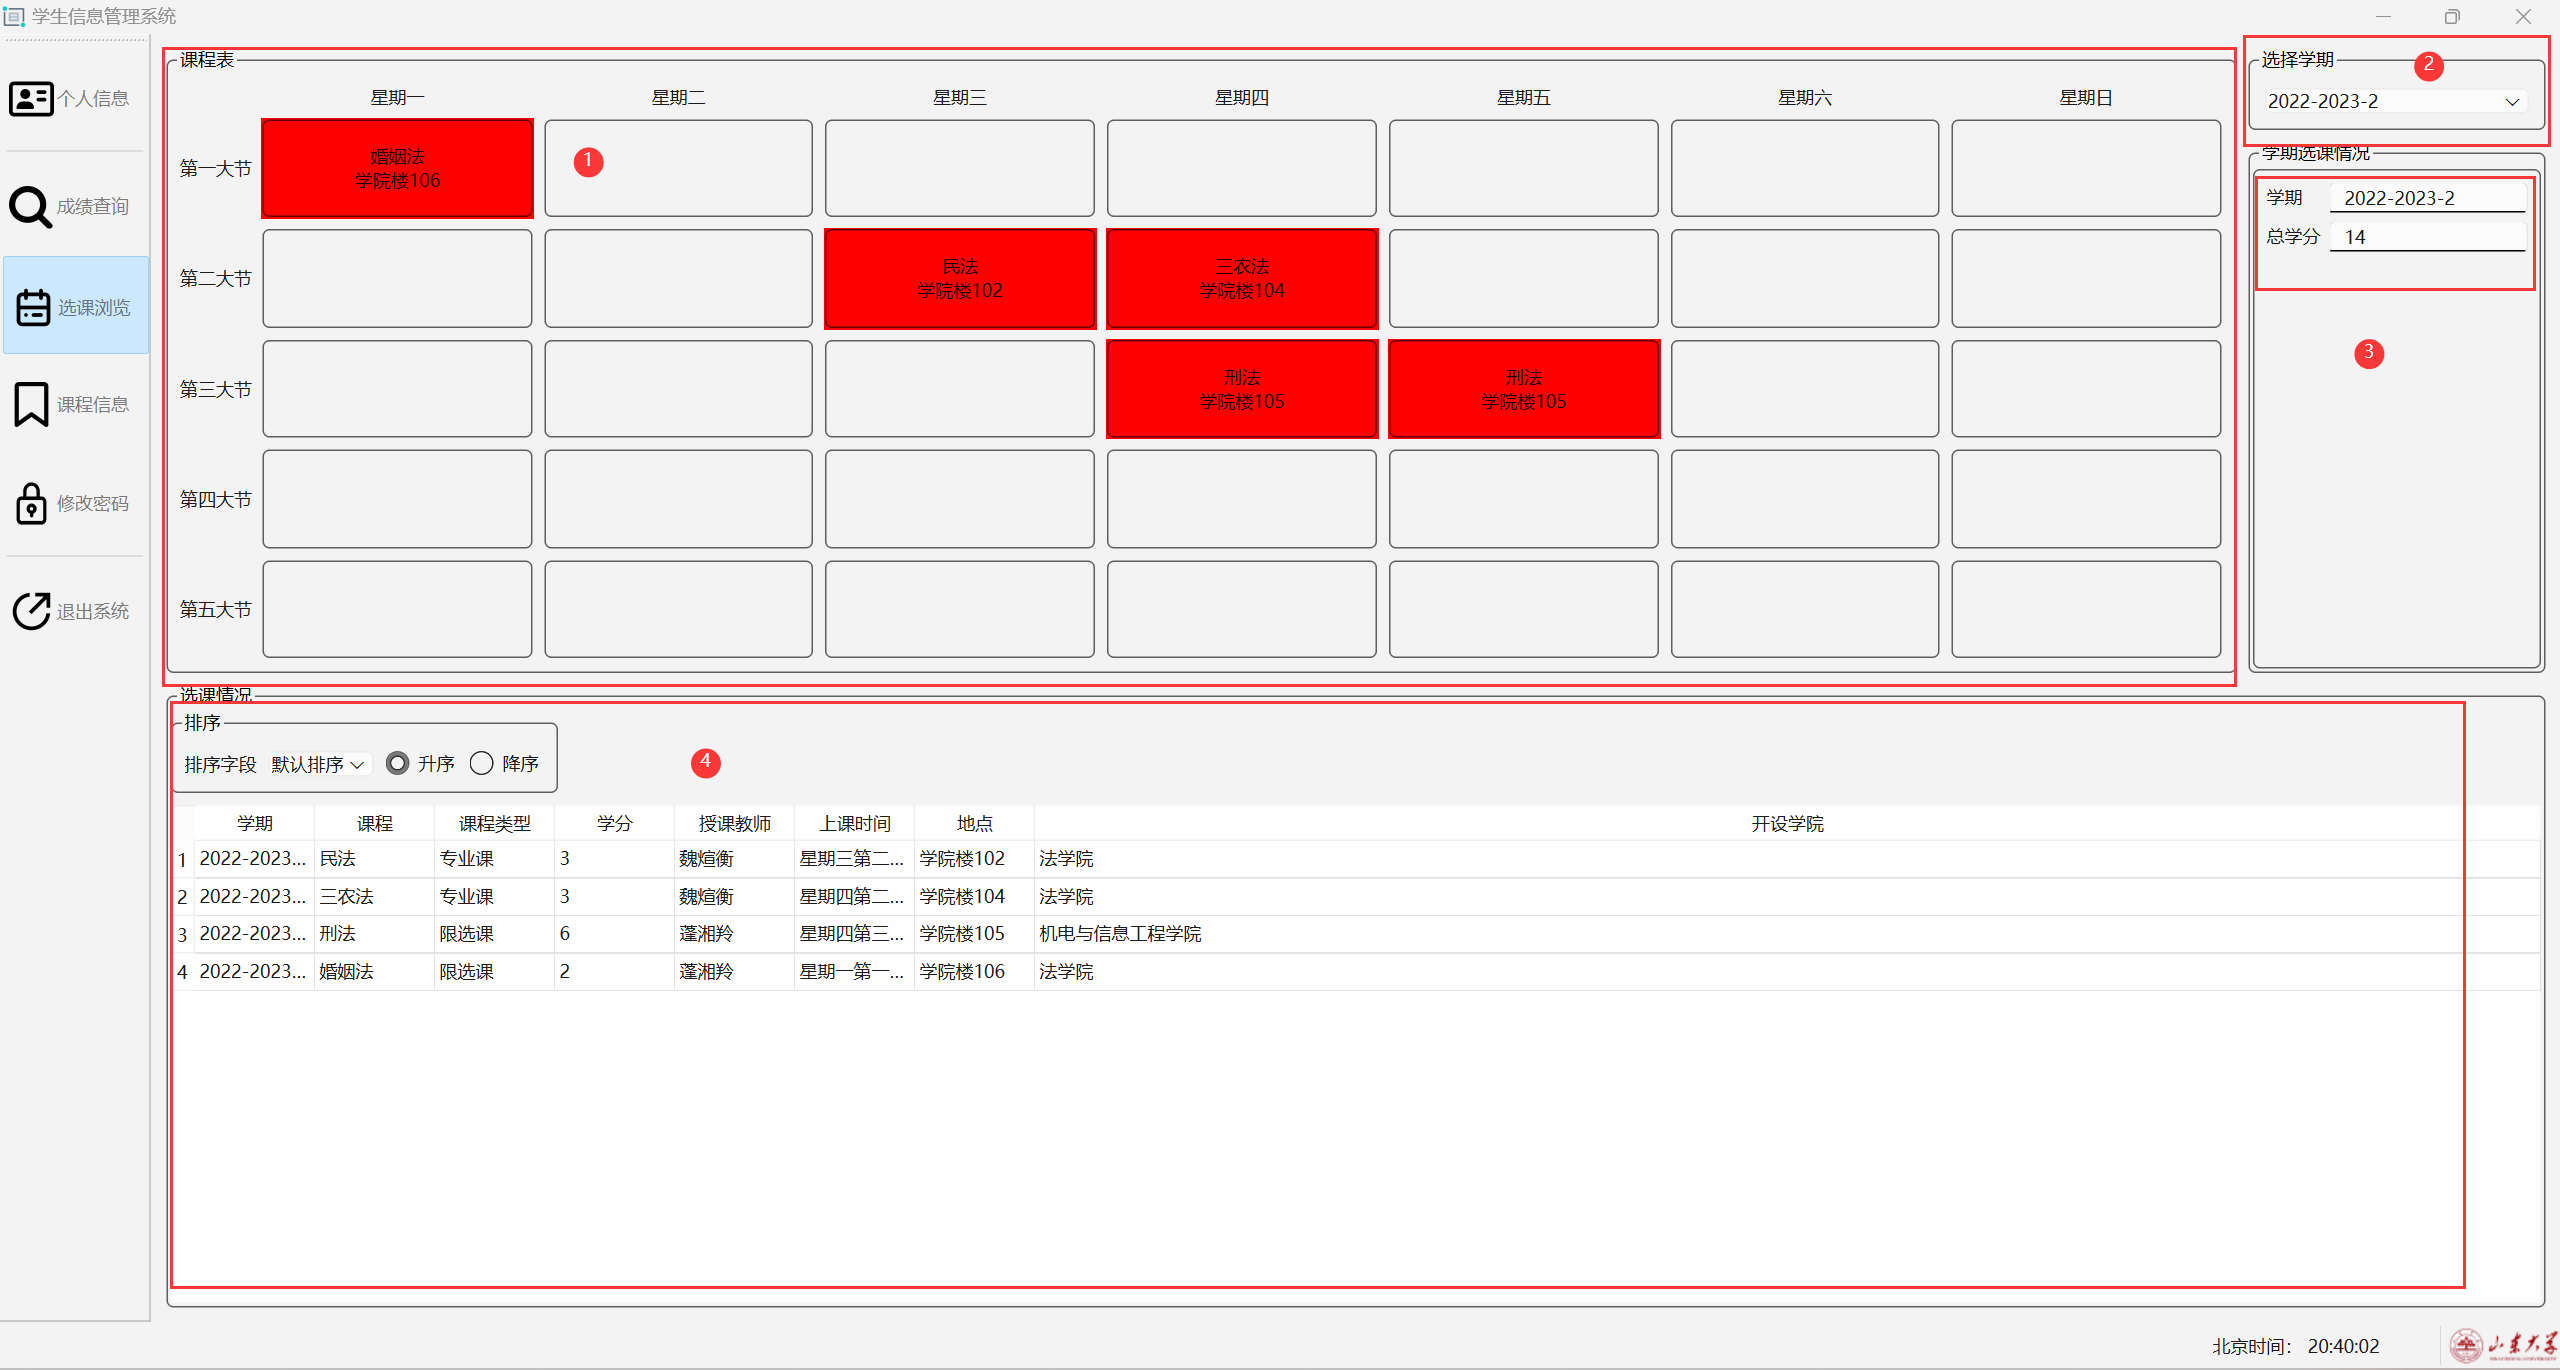 学生信息管理系统
个人信息
成绩查询
选课浏览
课程信息
修改密码
退出系统
课程表
星期一 星期二 星期三 星期四 星期五 星期六 星期日
第一大节
婚姻法
学院楼106
1
第二大节
民法
学院楼102
三农法
学院楼104
第三大节
刑法
学院楼105
刑法
学院楼105
第四大节
第五大节
选择学期
2
2022-2023-2
学期选课情况
学期 2022-2023-2
总学分 14
3
选课情况
排序
排序字段 默认排序 升序 降序
4
学期 课程 课程类型 学分 授课教师 上课时间 地点 开设学院
1 2022-2023... 民法 专业课 3 魏煊衡 星期三第二... 学院楼102 法学院
2 2022-2023... 三农法 专业课 3 魏煊衡 星期四第二... 学院楼104 法学院
3 2022-2023... 刑法 限选课 6 蓬湘羚 星期四第三... 学院楼105 机电与信息工程学院
4 2022-2023... 婚姻法 限选课 2 蓬湘羚 星期一第一... 学院楼106 法学院
北京时间： 20:40:02
山东大学